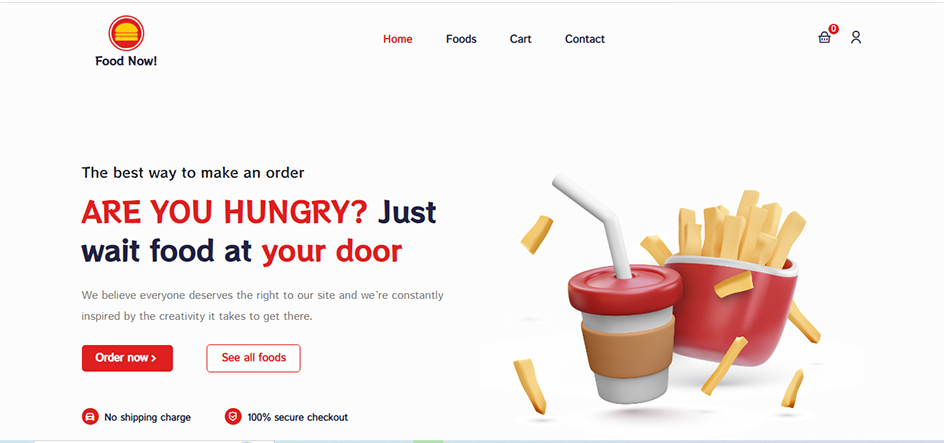 Food Now!
Home Foods Cart Contact
0
The best way to make an order
ARE YOU HUNGRY? Just
wait food at your door
We believe everyone deserves the right to our site and we're constantly
inspired by the creativity it takes to get there.
Order now ›
See all foods
No shipping charge
100% secure checkout